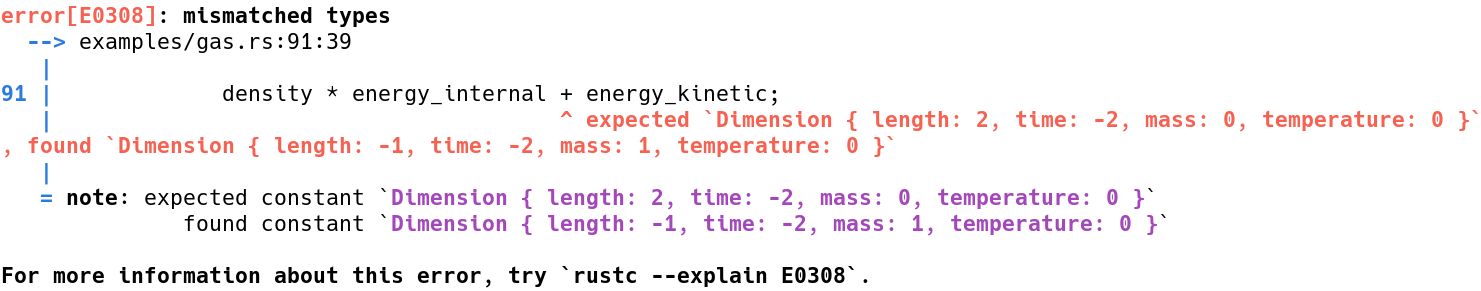 error[E0308]: mismatched types
  --> examples/gas.rs:91:39
   |
91 |             density * energy_internal + energy_kinetic;
   |                                       ^ expected `Dimension { length: 2, time: -2, mass: 0, temperature: 0 }`
, found `Dimension { length: -1, time: -2, mass: 1, temperature: 0 }`
   |
   = note: expected constant `Dimension { length: 2, time: -2, mass: 0, temperature: 0 }`
              found constant `Dimension { length: -1, time: -2, mass: 1, temperature: 0 }`

For more information about this error, try `rustc --explain E0308`.